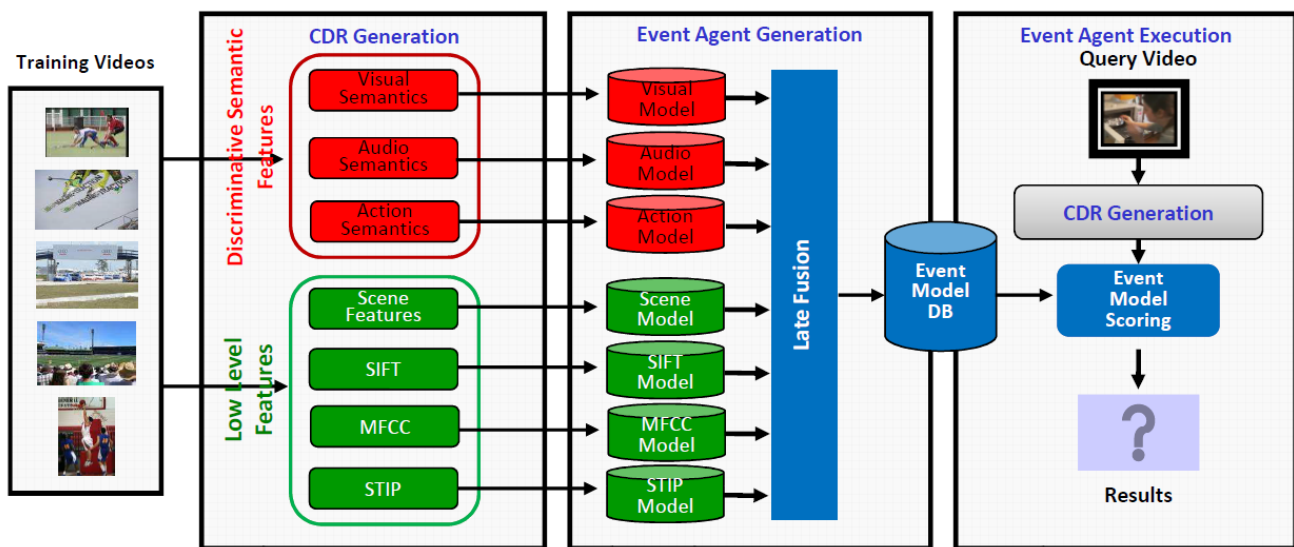 Training Videos
CDR Generation
Discriminative Semantic
Features
Visual
Semantics
Audio Semantics
Action
Semantics
Low Level
Features
Scene
Features
SIFT
MFCC
STIP
Event Agent Generation
Visual
Model
Audio
Model
Action
Model
Scene
Model
SIFT
Model
MFCC
Model
STIP
Model
Late Fusion
Event
Model
DB
Event Agent Execution
Query Video
CDR Generation
Event
Model
Scoring
?
Results